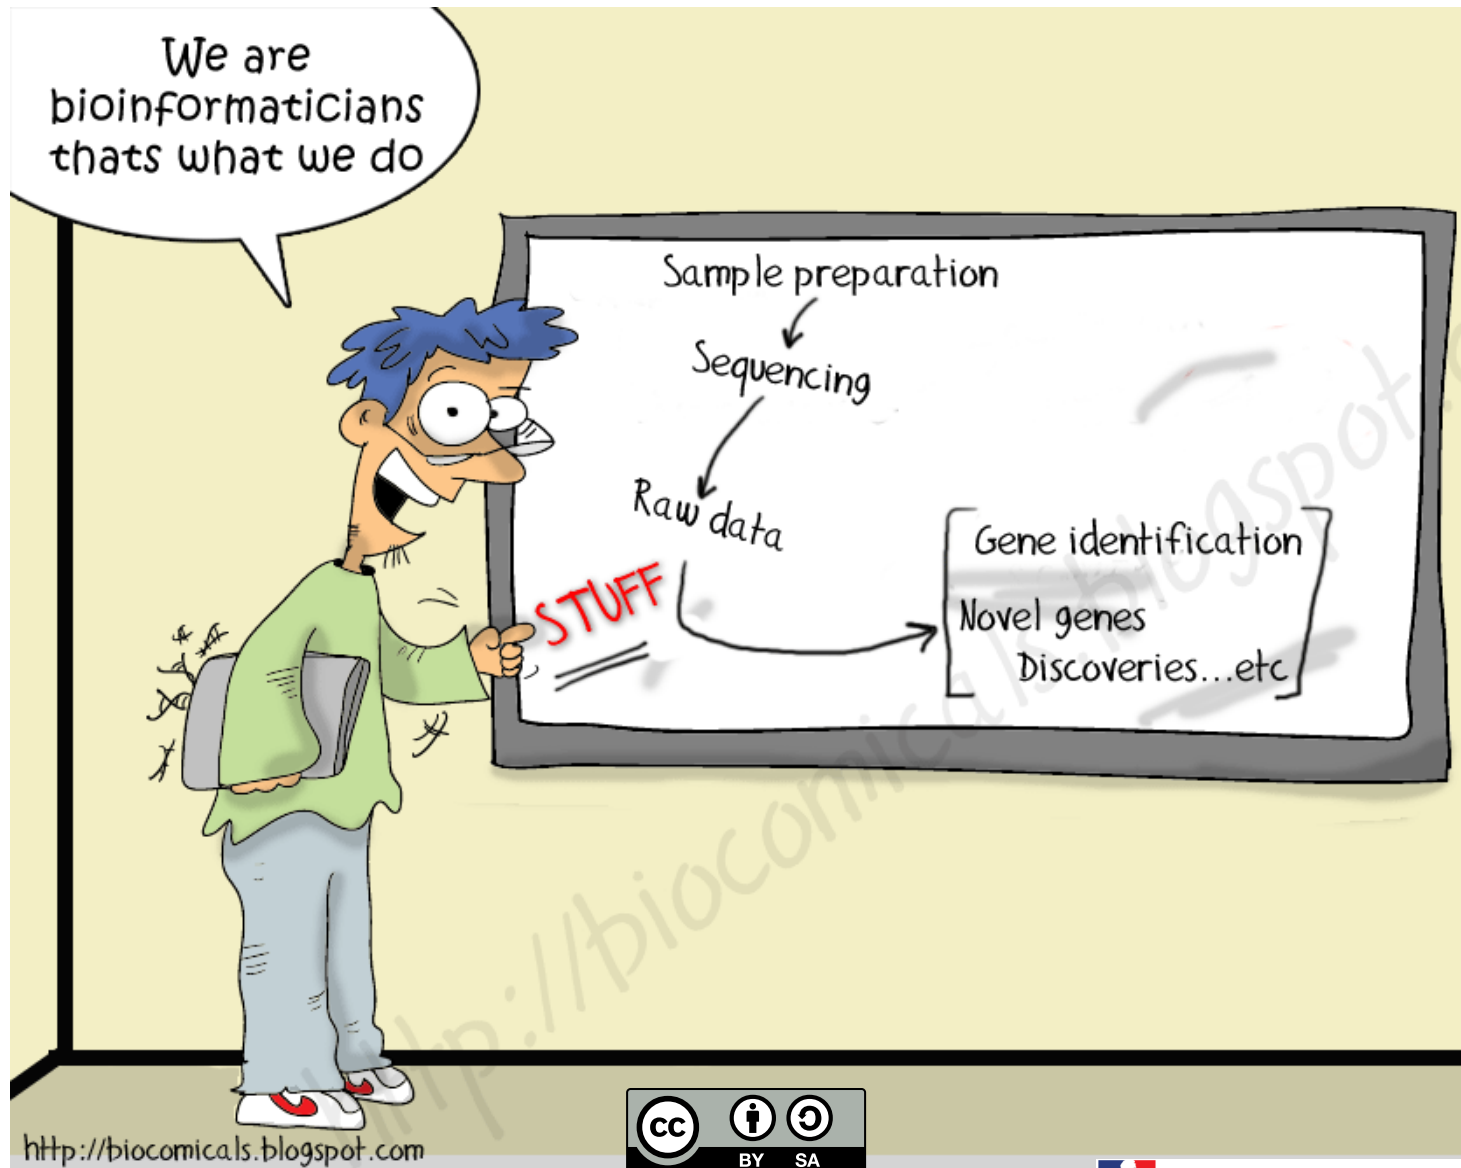 We are
bioinformaticians
thats what we do
Sample preparation
Sequencing
Raw data
STUFF
Gene identification
Novel genes
Discoveries...etc
http://biocomicals.blogspot.
http://biocomicals.blogspot.com
cc
BY SA